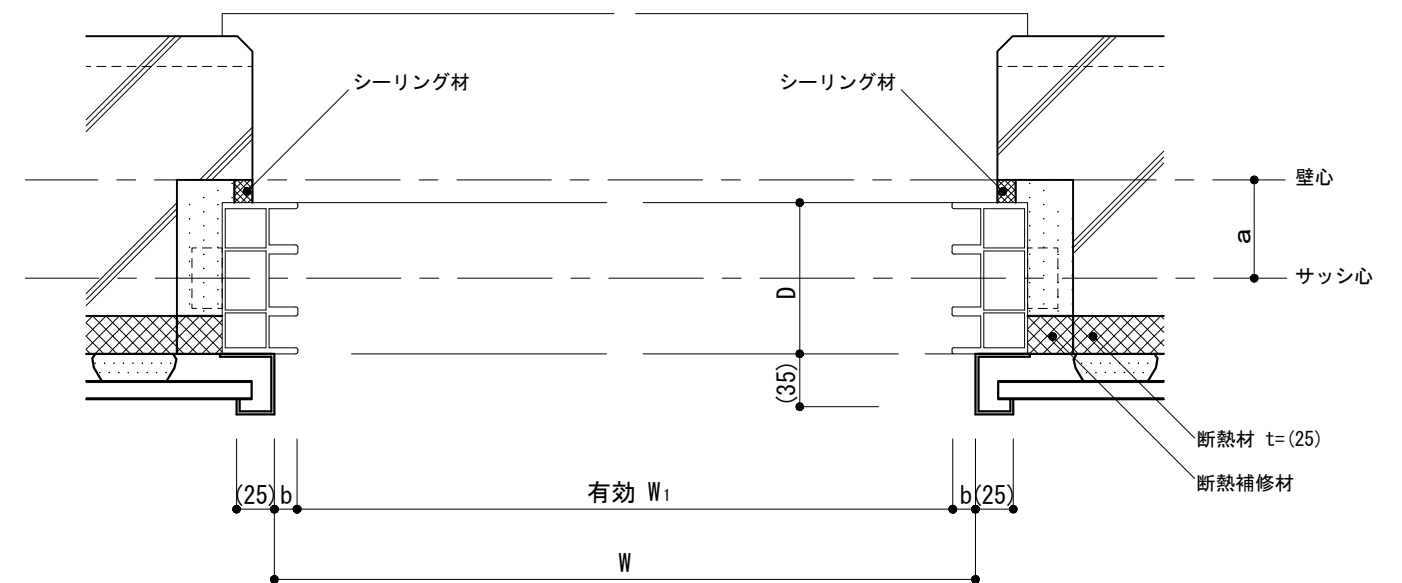 シーリング材
シーリング材
壁心
a
サッシ心
D
(35)
断熱材 t=(25)
断熱補修材
(25) b 有効 W1 b (25)
W